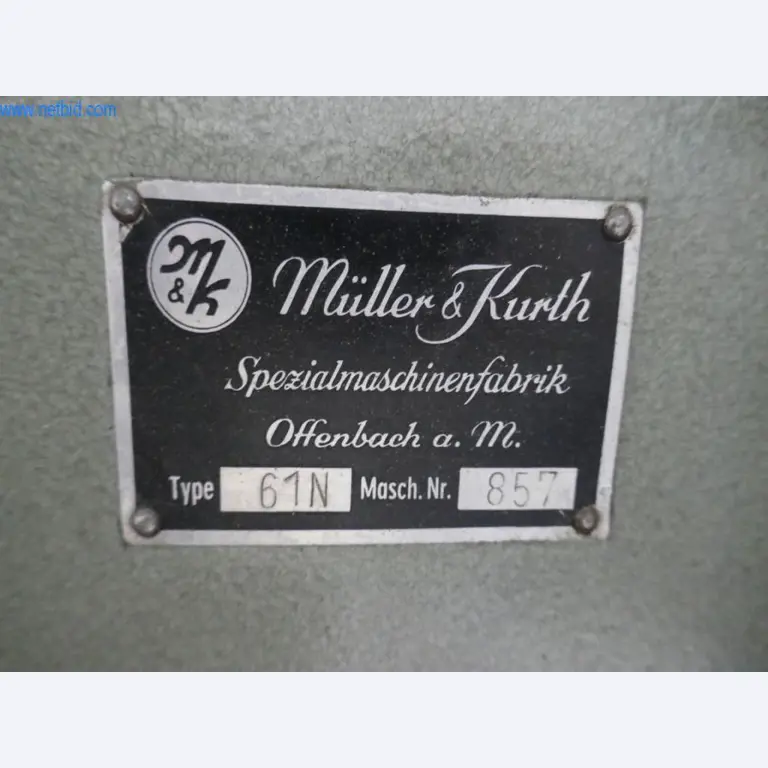 www.netbid.com
M
&K
Müller & Kurth
Spezialmaschinenfabrik
Offenbach a. M.
Type 61N Masch. Nr. 857